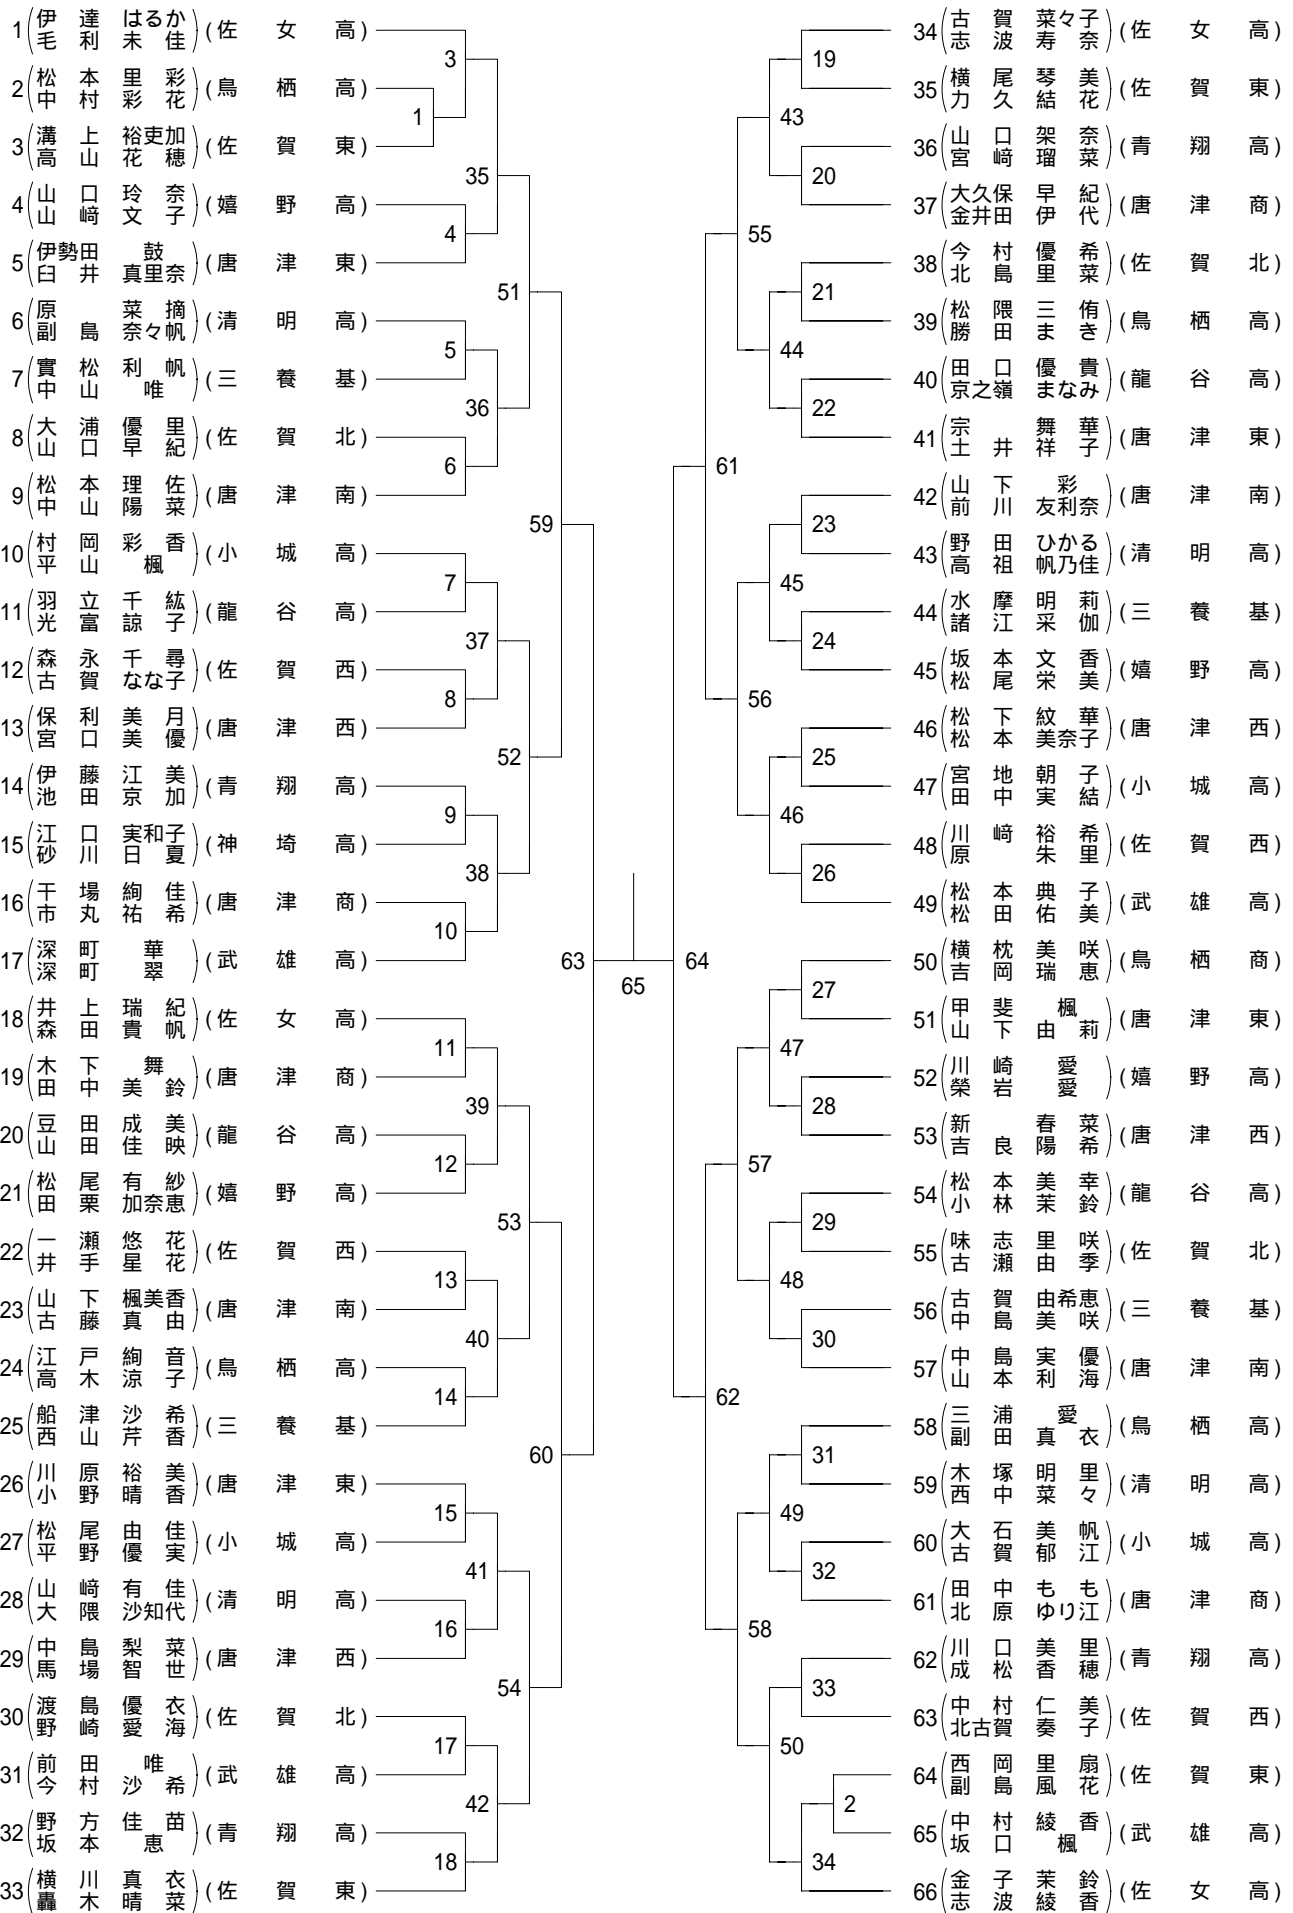 1 (伊達はるか (佐女高)
毛利未佳)
2 (松本里彩 (鳥栖高)
中村彩花)
3 (溝上裕吏加 (佐賀東)
高山花穂)
4 (山口玲奈 (嬉野高)
山﨑文子)
5 (伊勢田鼓 (唐津東)
臼井真里奈)
6 (原菜摘 (清明高)
副島奈々帆)
7 (實松利帆 (三養基)
中山唯)
8 (大浦優里 (佐賀北)
山口早紀)
9 (松本理佐 (唐津南)
中山陽菜)
10 (村岡彩香 (小城高)
平山楓)
11 (羽立千紘 (龍谷高)
光富諒子)
12 (森永千尋 (佐賀西)
古賀なな子)
13 (保利美月 (唐津西)
宮口美優)
14 (伊藤江美 (青翔高)
池田京加)
15 (江口実和子 (神埼高)
砂川日夏)
16 (干場絢佳 (唐津商)
市丸祐希)
17 (深町華 (武雄高)
深町翠)
18 (井上瑞紀 (佐女高)
森田貴帆)
19 (木下舞 (唐津商)
田中美鈴)
20 (豆田成美 (龍谷高)
山田佳映)
21 (松尾有紗 (嬉野高)
田栗加奈恵)
22 (一瀬悠花 (佐賀西)
井手星花)
23 (山下楓美香 (唐津南)
古藤真由)
24 (江戸絢音 (鳥栖高)
高木涼子)
25 (船津沙希 (三養基)
西山芹香)
26 (川原裕美 (唐津東)
小野晴香)
27 (松尾由佳 (小城高)
平野優実)
28 (山﨑有佳 (清明高)
大隈沙知代)
29 (中島梨菜 (唐津西)
馬場智世)
30 (渡島優衣 (佐賀北)
野崎愛海)
31 (前田唯 (武雄高)
今村沙希)
32 (野方佳苗 (青翔高)
坂本恵)
33 (横川真衣 (佐賀東)
轟木晴菜)
3
1
35
4
51
5
36
6
59
7
37
8
52
9
38
10
63
11
39
12
53
13
40
14
60
15
41
16
54
17
42
18
65
64
19
43
20
55
21
44
22
61
23
45
24
56
25
46
26
27
47
28
57
29
48
30
62
31
49
32
58
33
50
2
34
34 (古賀菜々子 (佐女高)
志波寿奈)
35 (横尾琴美 (佐賀東)
力久結花)
36 (山口架奈 (青翔高)
宮﨑瑠菜)
37 (大久保早紀 (唐津商)
金井田伊代)
38 (今村優希 (佐賀北)
北島里菜)
39 (松隈三侑 (鳥栖高)
勝田まき)
40 (田口優貴 (龍谷高)
京之嶺まなみ)
41 (宗舞華 (唐津東)
土井祥子)
42 (山下彩 (唐津南)
前川友利奈)
43 (野田ひかる (清明高)
高祖帆乃佳)
44 (水摩明莉 (三養基)
諸江采伽)
45 (坂本文香 (嬉野高)
松尾栄美)
46 (松下紋華 (唐津西)
松本美奈子)
47 (宮地朝子 (小城高)
田中実結)
48 (川﨑裕希 (佐賀西)
原朱里)
49 (松本典子 (武雄高)
松田佑美)
50 (横枕美咲 (鳥栖商)
吉岡瑞恵)
51 (甲斐楓 (唐津東)
山下由莉)
52 (川崎愛 (嬉野高)
榮岩愛)
53 (新春菜 (唐津西)
吉良陽希)
54 (松本美幸 (龍谷高)
小林茉鈴)
55 (味志里咲 (佐賀北)
古瀬由季)
56 (古賀由希恵 (三養基)
中島美咲)
57 (中島実優 (唐津南)
山本利海)
58 (三浦愛 (鳥栖高)
副田真衣)
59 (木塚明里 (清明高)
西中菜々)
60 (大石美帆 (小城高)
古賀郁江)
61 (田中もも (唐津商)
北原ゆり江)
62 (川口美里 (青翔高)
成松香穂)
63 (中村仁美 (佐賀西)
北古賀奏子)
64 (西岡里扇 (佐賀東)
副島風花)
65 (中村綾香 (武雄高)
坂口楓)
66 (金子茉鈴 (佐女高)
志波綾香)